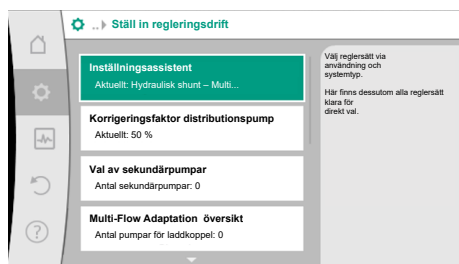 ..▸ Ställ in regleringsdrift
Inställningsassistent
Aktuellt: Hydraulisk shunt – Multi...
Korrigeringsfaktor distributionspump
Aktuellt: 50 %
Val av sekundärpumpar
Antal sekundärpumpar: 0
Multi-Flow Adaptation översikt
Antal pumpar för laddkoppel: 0
Välj reglersätt via
användning och
systemtyp.
Här finns dessutom alla reglersätt
klara för
direkt val.
?